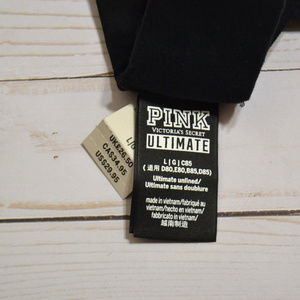 PINK
VICTORIA'S SECRET
ULTIMATE
L | G | C85
(適用 D80,E80,B85,D85)
Ultimate unlined/
Ultimate sans doublure
made in vietnam/fabriqué au
vietnam/hecho en vietnam/
fabbricato in vietnam/
越南制造
L/G
UK£26.50
CA$34.95
US$29.95